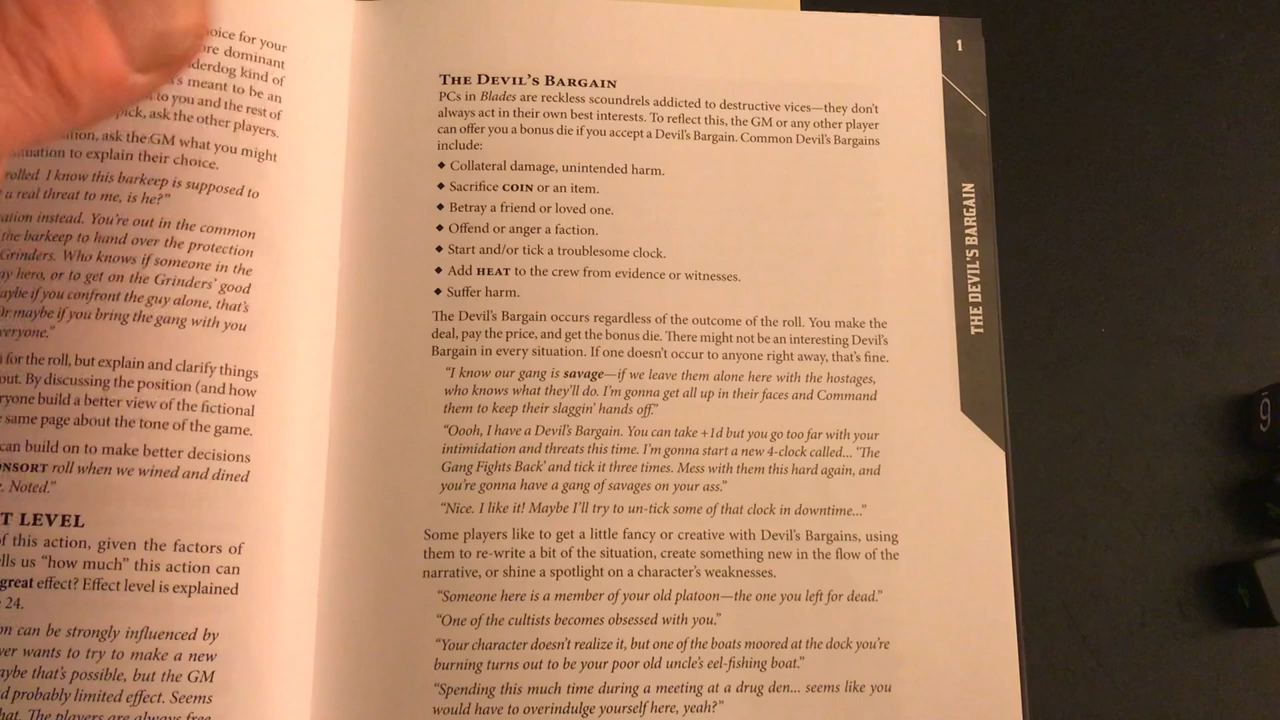 oice for your
ore dominant
derdog kind of
's meant to be an
to you and the rest of
pick, ask the other players.
ation, ask the GM what you might
situation to explain their choice.
rolled. I know this barkeep is supposed to
a real threat to me, is he?”
ation instead. You’re out in the common
the barkeep to hand over the protection
Grinders. Who knows if someone in the
ay hero, or to get on the Grinders’ good
aybe if you confront the guy alone, that’s
Or maybe if you bring the gang with you
veryone.”
for the roll, but explain and clarify things
out. By discussing the position (and how
ryone build a better view of the fictional
same page about the tone of the game.
can build on to make better decisions
ONSORT roll when we wined and dined
. Noted.”
T LEVEL
of this action, given the factors of
lls us “how much” this action can
great effect? Effect level is explained
24.
on can be strongly influenced by
ver wants to try to make a new
aybe that’s possible, but the GM
d probably limited effect. Seems
hat. The players are always free
THE DEVIL’S BARGAIN
PCs in Blades are reckless scoundrels addicted to destructive vices—they don’t
always act in their own best interests. To reflect this, the GM or any other player
can offer you a bonus die if you accept a Devil’s Bargain. Common Devil’s Bargains
include:
◆ Collateral damage, unintended harm.
◆ Sacrifice COIN or an item.
◆ Betray a friend or loved one.
◆ Offend or anger a faction.
◆ Start and/or tick a troublesome clock.
◆ Add HEAT to the crew from evidence or witnesses.
◆ Suffer harm.
The Devil’s Bargain occurs regardless of the outcome of the roll. You make the
deal, pay the price, and get the bonus die. There might not be an interesting Devil’s
Bargain in every situation. If one doesn’t occur to anyone right away, that’s fine.
“I know our gang is savage—if we leave them alone here with the hostages,
who knows what they’ll do. I’m gonna get all up in their faces and Command
them to keep their slaggin’ hands off.”
“Oooh, I have a Devil’s Bargain. You can take +1d but you go too far with your
intimidation and threats this time. I’m gonna start a new 4-clock called... ‘The
Gang Fights Back’ and tick it three times. Mess with them this hard again, and
you’re gonna have a gang of savages on your ass.”
“Nice. I like it! Maybe I’ll try to un-tick some of that clock in downtime...”
Some players like to get a little fancy or creative with Devil’s Bargains, using
them to re-write a bit of the situation, create something new in the flow of the
narrative, or shine a spotlight on a character’s weaknesses.
“Someone here is a member of your old platoon—the one you left for dead.”
“One of the cultists becomes obsessed with you.”
“Your character doesn’t realize it, but one of the boats moored at the dock you’re
burning turns out to be your poor old uncle’s eel-fishing boat.”
“Spending this much time during a meeting at a drug den... seems like you
would have to overindulge yourself here, yeah?”
1
THE DEVIL’S BARGAIN